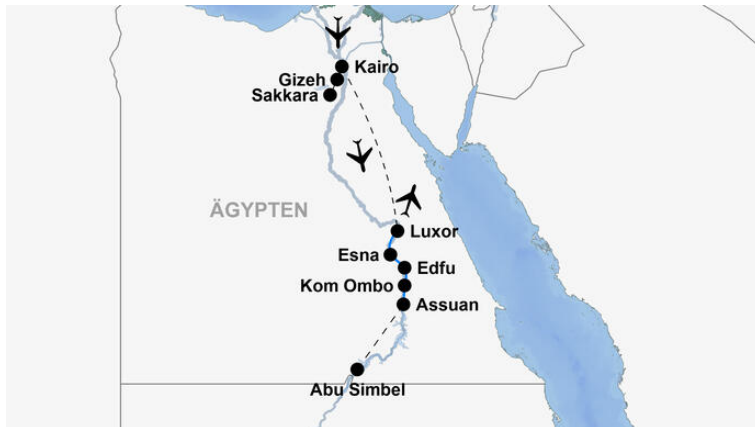 Kairo
Gizeh
Sakkara
ÄGYPTEN
Luxor
Esna
Edfu
Kom Ombo
Assuan
Abu Simbel